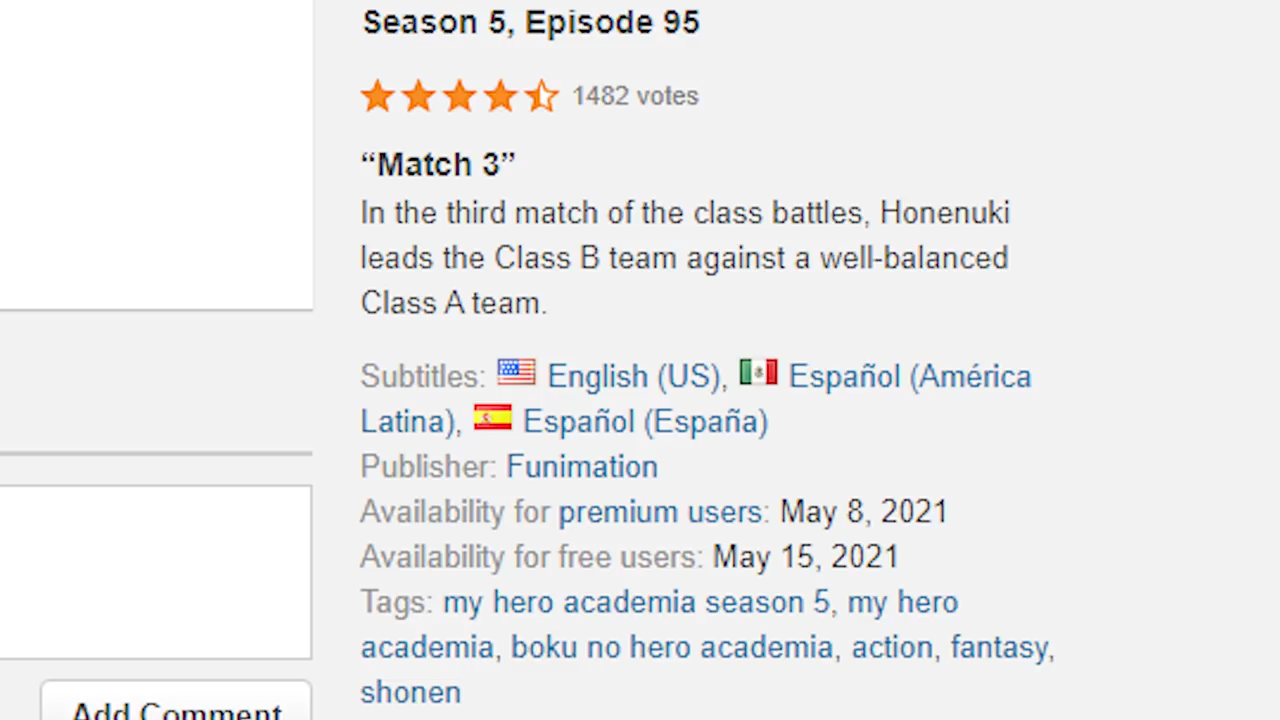 Season 5, Episode 95
1482 votes
“Match 3”
In the third match of the class battles, Honenuki
leads the Class B team against a well-balanced
Class A team.
Subtitles: English (US), Español (América
Latina), Español (España)
Publisher: Funimation
Availability for premium users: May 8, 2021
Availability for free users: May 15, 2021
Tags: my hero academia season 5, my hero
academia, boku no hero academia, action, fantasy,
shonen
Add Comment